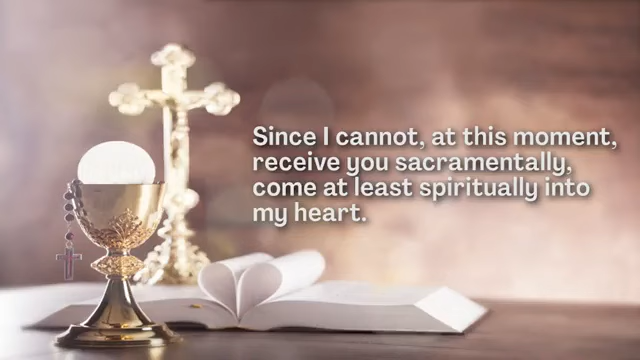 Since I cannot, at this moment,
receive you sacramentally,
come at least spiritually into
my heart.